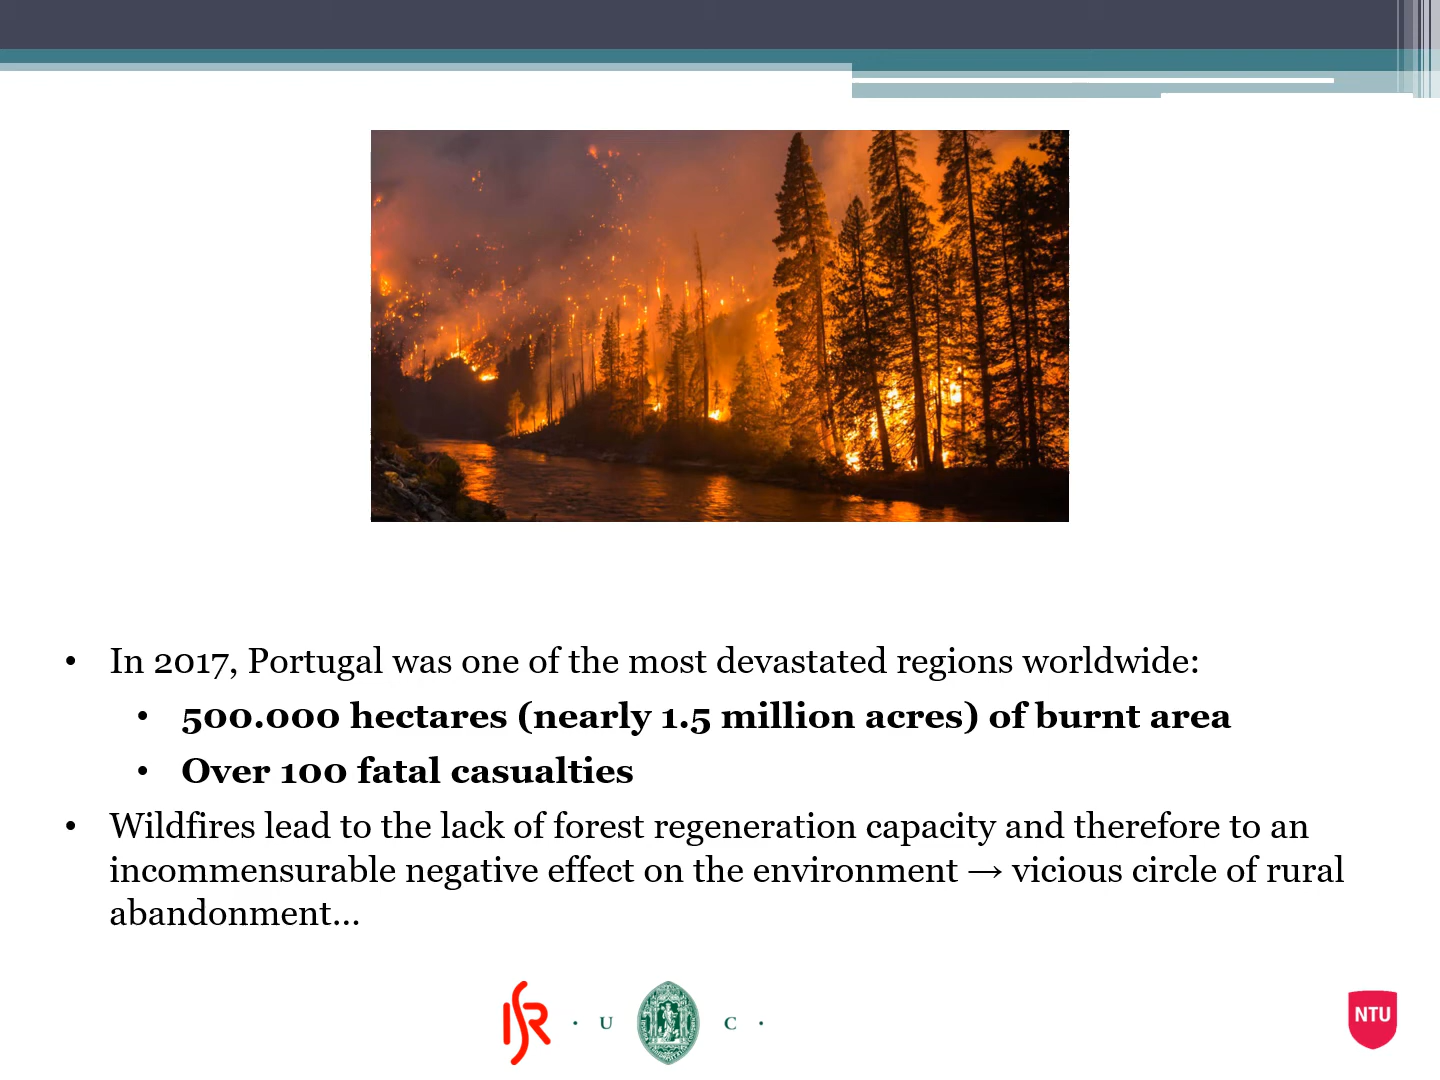 • In 2017, Portugal was one of the most devastated regions worldwide:
• 500.000 hectares (nearly 1.5 million acres) of burnt area
• Over 100 fatal casualties
• Wildfires lead to the lack of forest regeneration capacity and therefore to an
incommensurable negative effect on the environment → vicious circle of rural
abandonment…
ISR · U C ·
NTU